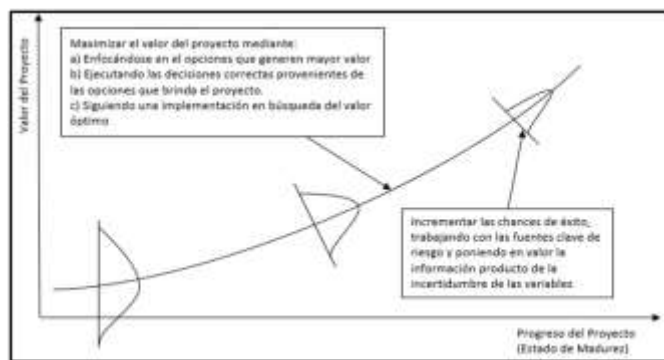 Valor del Proyecto
Maximizar el valor del proyecto mediante:
a) Enfocándose en el opciones que generen mayor valor
b) Ejecutando las decisiones correctas provenientes de
las opciones que brinda el proyecto.
c) Siguiendo una implementación en búsqueda del valor
óptimo
Incrementar las chances de éxito,
trabajando con las fuentes clave de
riesgo y poniendo en valor la
información producto de la
incertidumbre de las variables
Progreso del Proyecto
(Estado de Madurez)